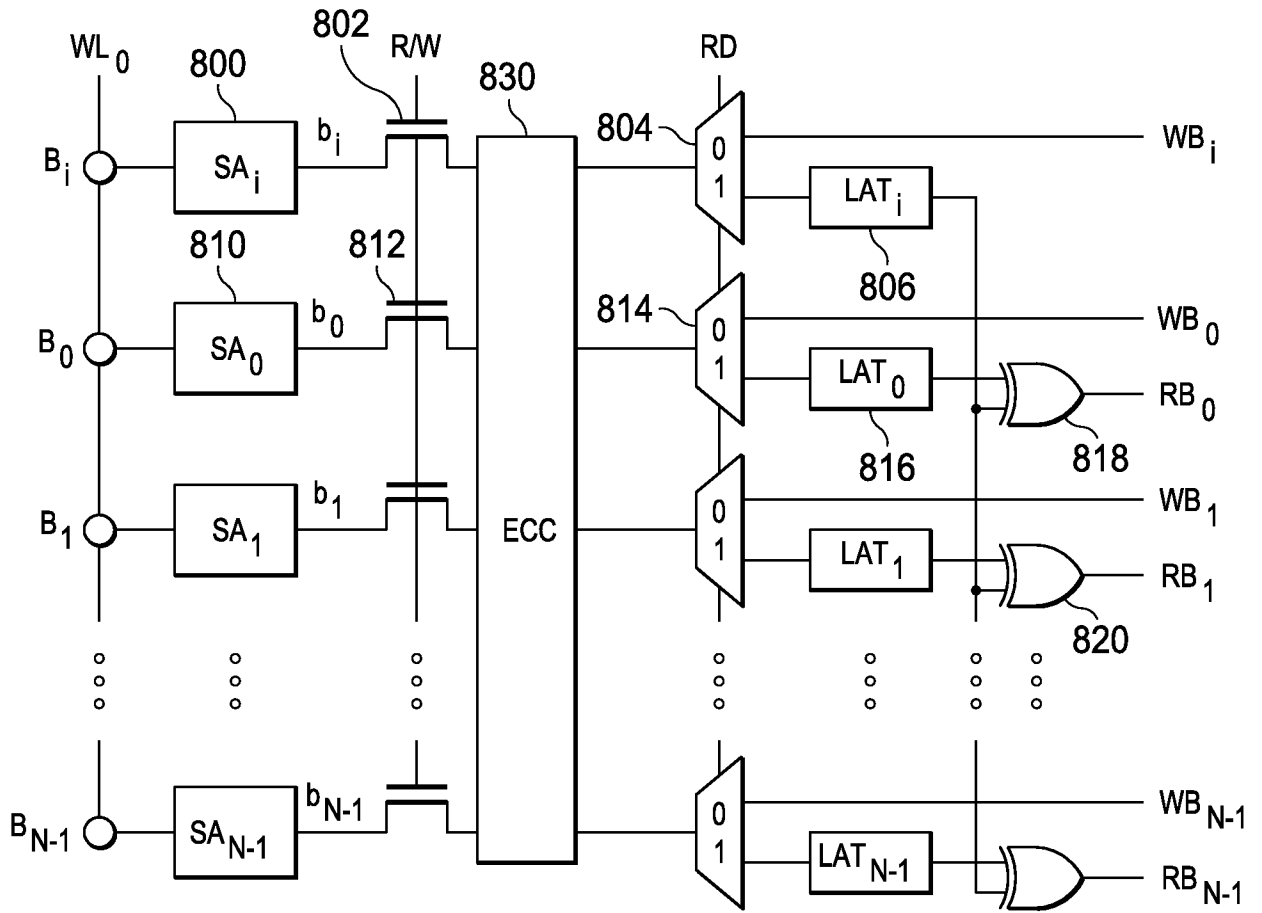 802
WL0 R/W RD
800 830
804
Bi SAi bi 0 1 WBi
LATi
806
810 812
814
B0 SA0 b0 0 1 WB0
LAT0 RB0
816 818
B1 SA1 b1 ECC 0 1 WB1
LAT1 RB1
820
BN-1 SAN-1 bN-1 0 1 WBN-1
LATN-1 RBN-1